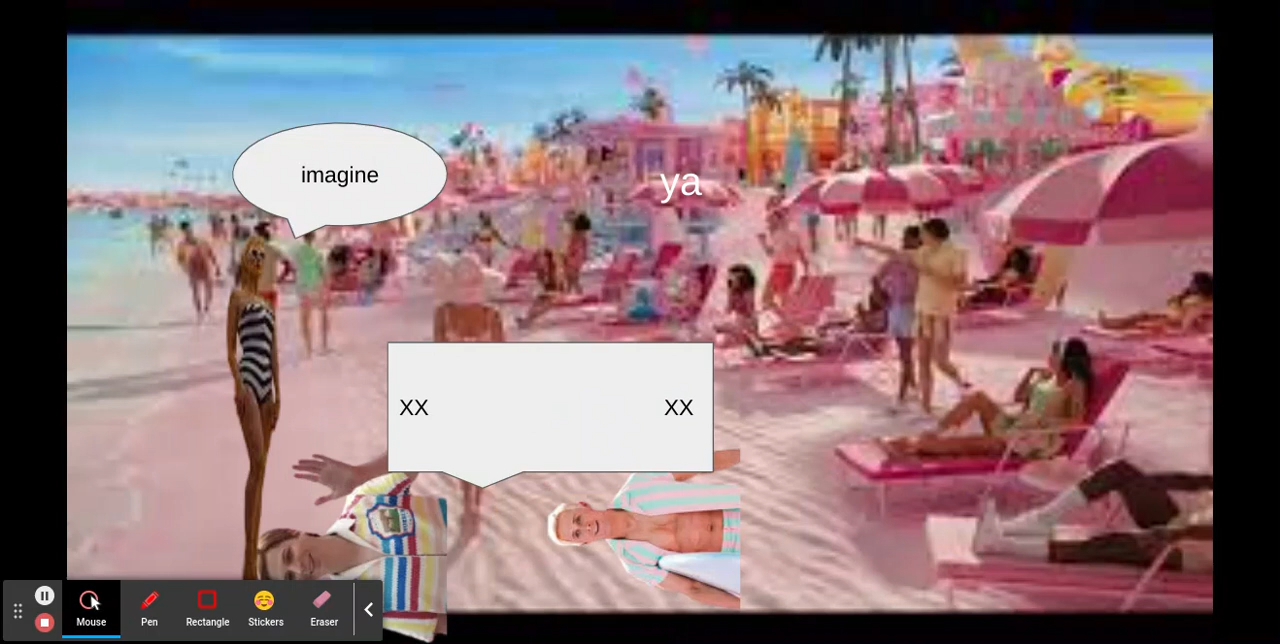 imagine
ya
XX XX
Mouse
Pen
Rectangle
Stickers
Eraser